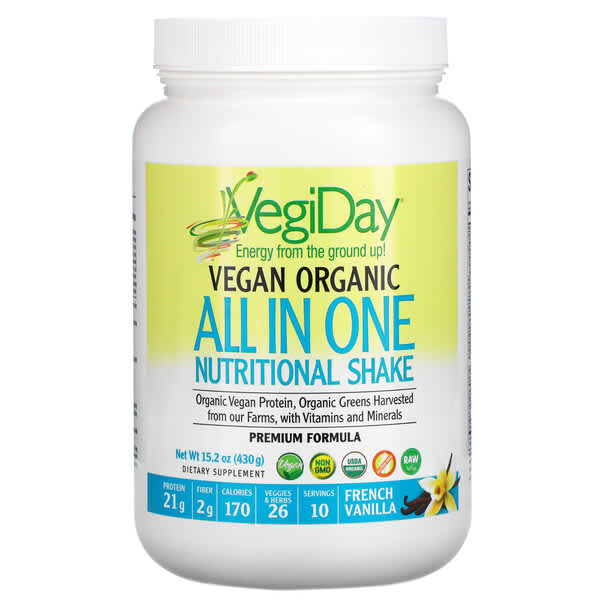 VegiDay®
Energy from the ground up!
VEGAN ORGANIC
ALL IN ONE
NUTRITIONAL SHAKE
Organic Vegan Protein, Organic Greens Harvested
from our Farms, with Vitamins and Minerals
PREMIUM FORMULA
Net Wt 15.2 oz (430g)
DIETARY SUPPLEMENT
Vegan
NON
GMO
USDA
ORGANIC
RAW
PROTEIN
21g
FIBER
2g
CALORIES
170
VEGGIES
& HERBS
26
SERVINGS
10
FRENCH
VANILLA